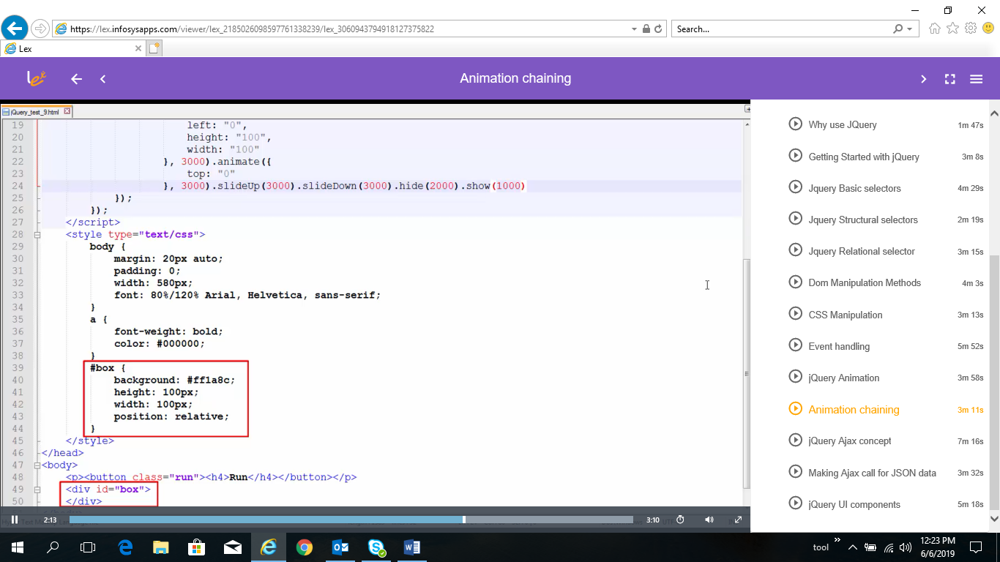 https://lex.infosysapps.com/viewer/lex_2185026098597761338239/lex_3060943794918127375822
Search...
Lex
lex
Animation chaining
jQuery_test_9.html
19 left: "0",
20 height: "100",
21 width: "100"
22 }, 3000).animate({
23 top: "0"
24 }, 3000).slideUp(3000).slideDown(3000).hide(2000).show(1000)
25 });
26 });
27 </script>
28 <style type="text/css">
29 body {
30 margin: 20px auto;
31 padding: 0;
32 width: 580px;
33 font: 80%/120% Arial, Helvetica, sans-serif;
34 }
35 a {
36 font-weight: bold;
37 color: #000000;
38 }
39 #box {
40 background: #ff1a8c;
41 height: 100px;
42 width: 100px;
43 position: relative;
44 }
45 </style>
46 </head>
47 <body>
48 <p><button class="run"><h4>Run</h4></button></p>
49 <div id="box">
50 </div>
2:13
3:10
Why use JQuery 1m 47s
Getting Started with jQuery 3m 8s
Jquery Basic selectors 4m 29s
Jquery Structural selectors 2m 19s
Jquery Relational selector 3m 15s
Dom Manipulation Methods 4m 3s
CSS Manipulation 3m 13s
Event handling 5m 52s
jQuery Animation 3m 58s
Animation chaining 3m 11s
jQuery Ajax concept 7m 16s
Making Ajax call for JSON data 3m 32s
jQuery UI components 5m 18s
tool
12:23 PM
6/6/2019